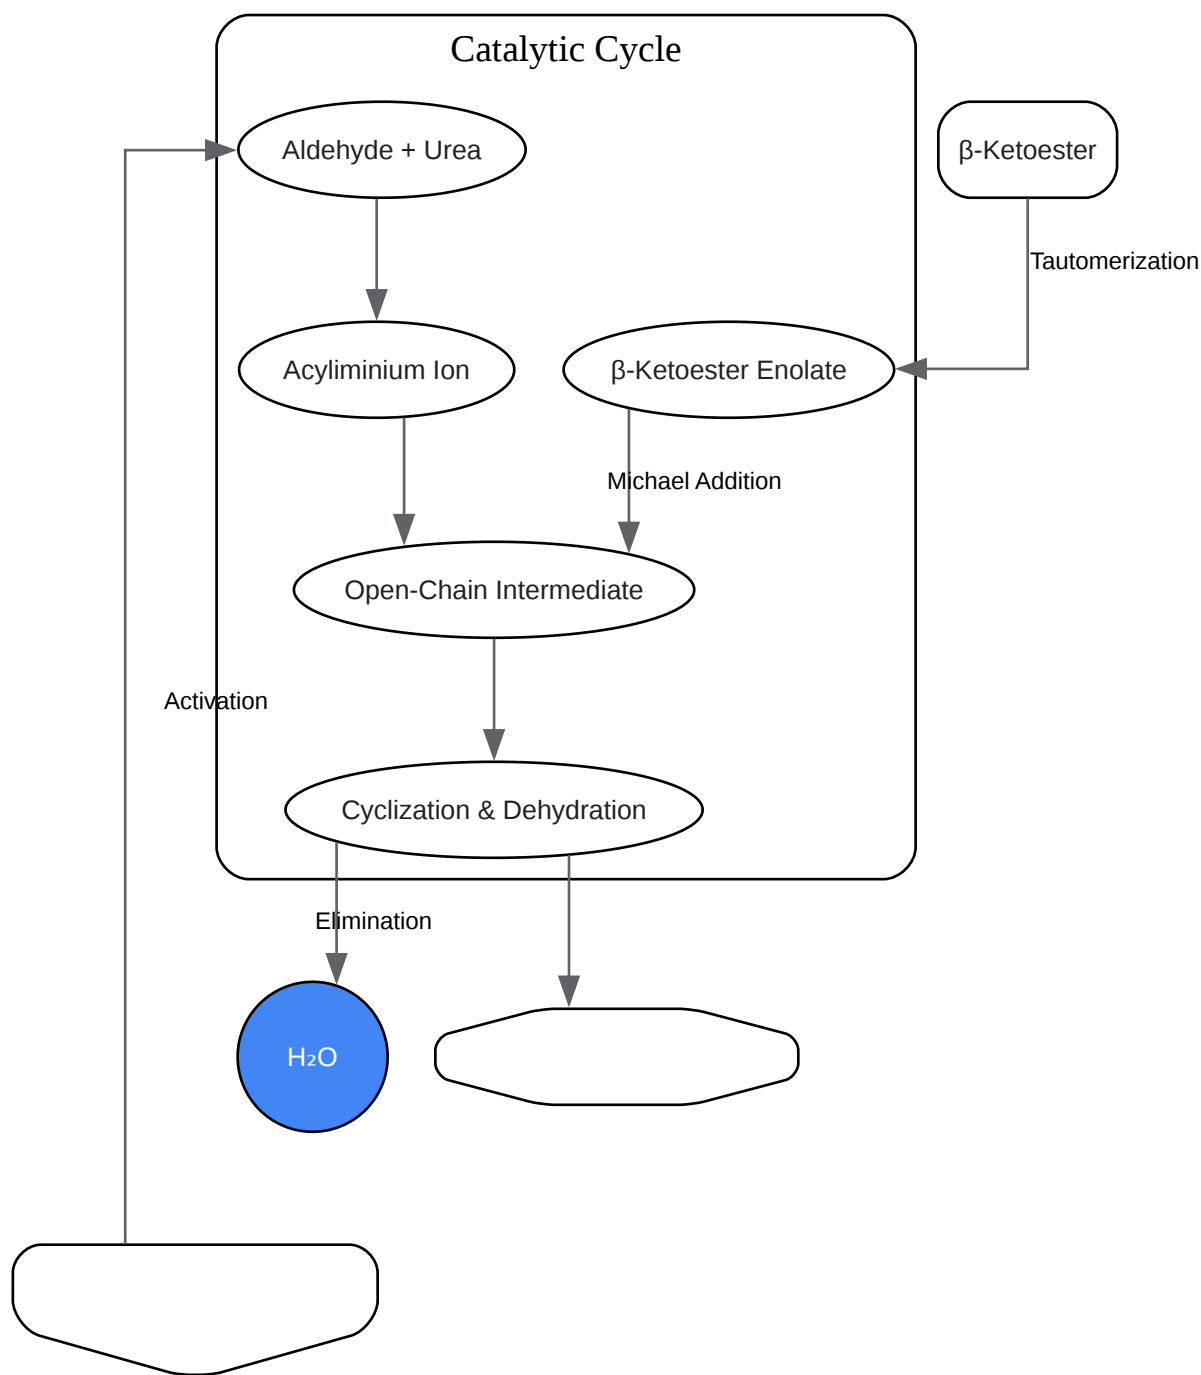 Catalytic Cycle
Aldehyde + Urea
β-Ketoester
Tautomerization
Acyliminium Ion
β-Ketoester Enolate
Michael Addition
Open-Chain Intermediate
Activation
Cyclization & Dehydration
Elimination
H₂O